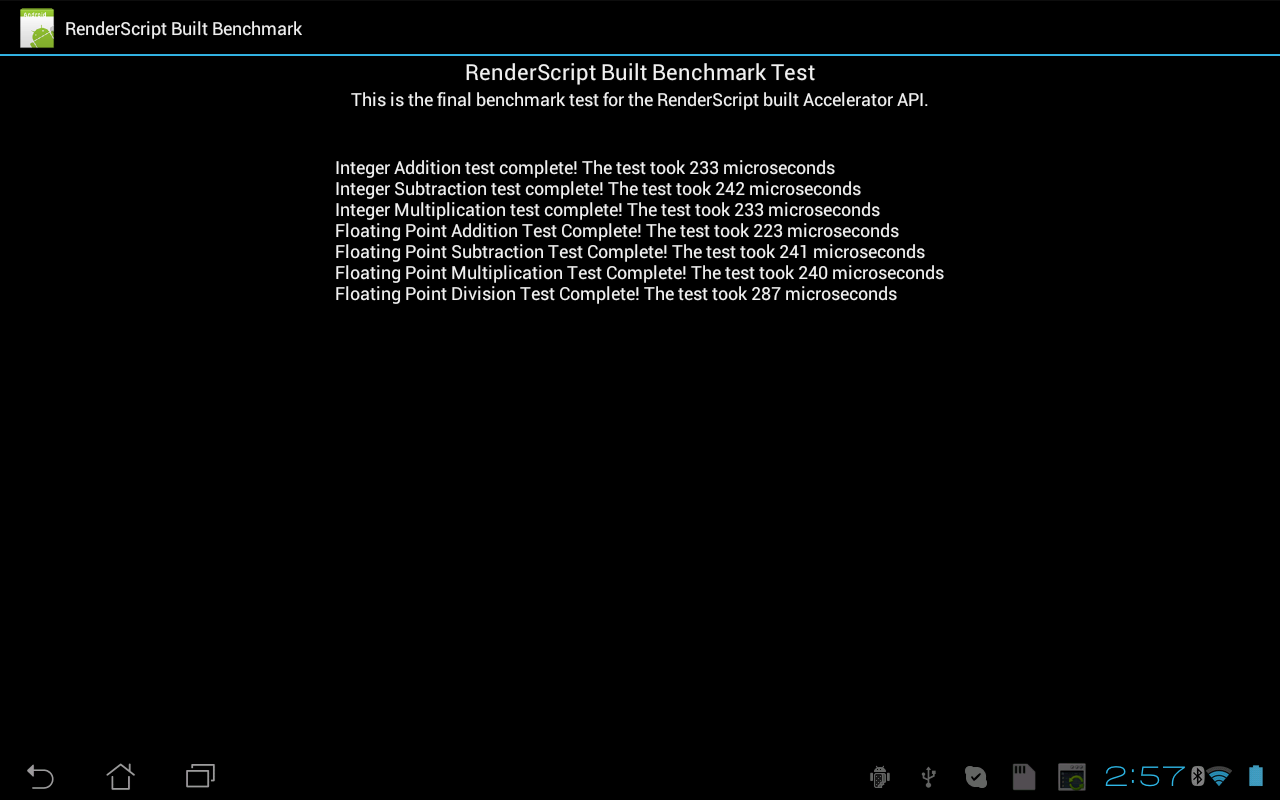 RenderScript Built Benchmark
RenderScript Built Benchmark Test
This is the final benchmark test for the RenderScript built Accelerator API.
Integer Addition test complete! The test took 233 microseconds
Integer Subtraction test complete! The test took 242 microseconds
Integer Multiplication test complete! The test took 233 microseconds
Floating Point Addition Test Complete! The test took 223 microseconds
Floating Point Subtraction Test Complete! The test took 241 microseconds
Floating Point Multiplication Test Complete! The test took 240 microseconds
Floating Point Division Test Complete! The test took 287 microseconds
2:57